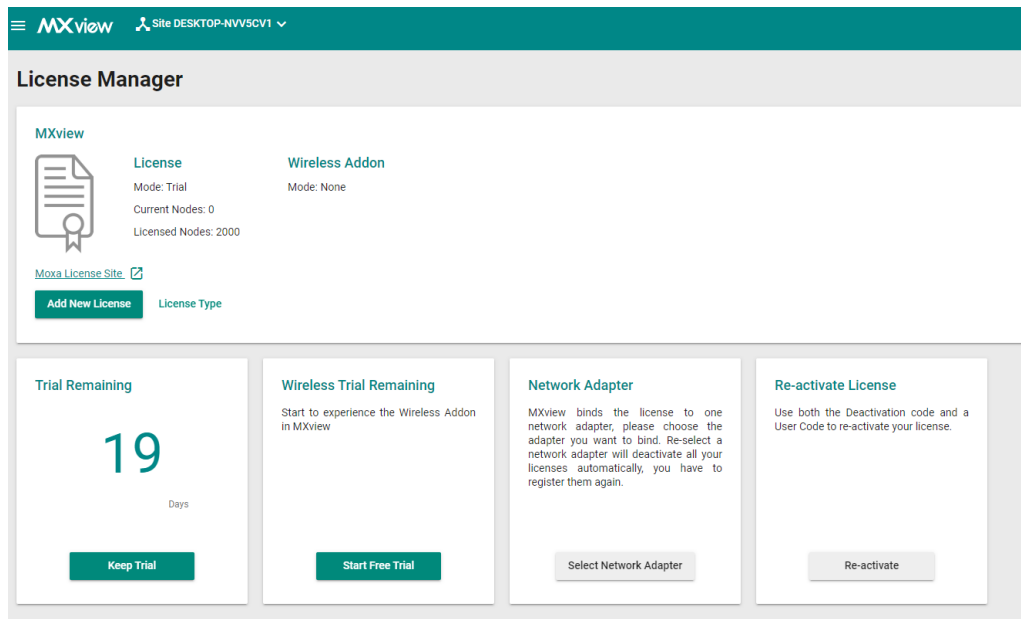 MXview
Site DESKTOP-NVV5CV1
License Manager
MXview
License
Mode: Trial
Current Nodes: 0
Licensed Nodes: 2000
Wireless Addon
Mode: None
Moxa License Site
Add New License
License Type
Trial Remaining
19
Days
Keep Trial
Wireless Trial Remaining
Start to experience the Wireless Addon
in MXview
Start Free Trial
Network Adapter
MXview binds the license to one
network adapter, please choose the
adapter you want to bind. Re-select a
network adapter will deactivate all your
licenses automatically, you have to
register them again.
Select Network Adapter
Re-activate License
Use both the Deactivation code and a
User Code to re-activate your license.
Re-activate